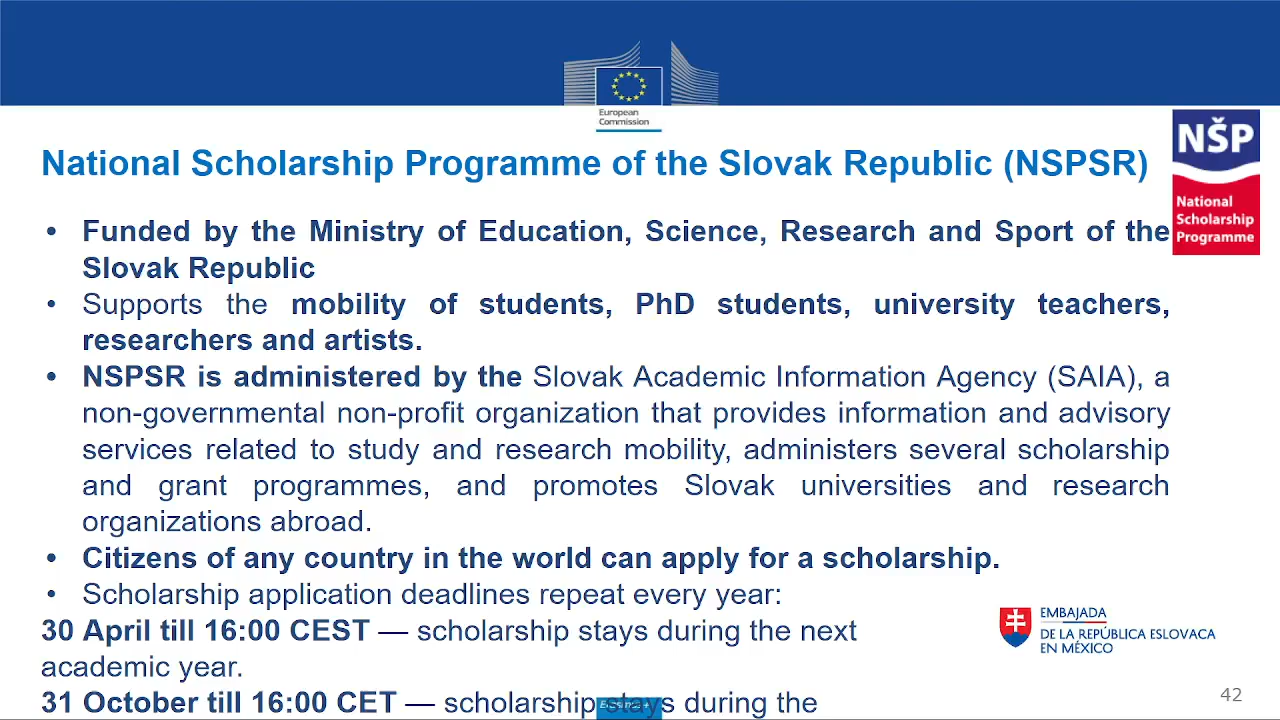 European
Commission
NŠP
National
Scholarship
Programme
National Scholarship Programme of the Slovak Republic (NSPSR)
• Funded by the Ministry of Education, Science, Research and Sport of the
Slovak Republic
• Supports the mobility of students, PhD students, university teachers,
researchers and artists.
• NSPSR is administered by the Slovak Academic Information Agency (SAIA), a
non-governmental non-profit organization that provides information and advisory
services related to study and research mobility, administers several scholarship
and grant programmes, and promotes Slovak universities and research
organizations abroad.
• Citizens of any country in the world can apply for a scholarship.
• Scholarship application deadlines repeat every year:
30 April till 16:00 CEST — scholarship stays during the next
academic year.
31 October till 16:00 CET — scholarship stays during the
Erasmus+
EMBAJADA
DE LA REPÚBLICA ESLOVACA
EN MÉXICO
42